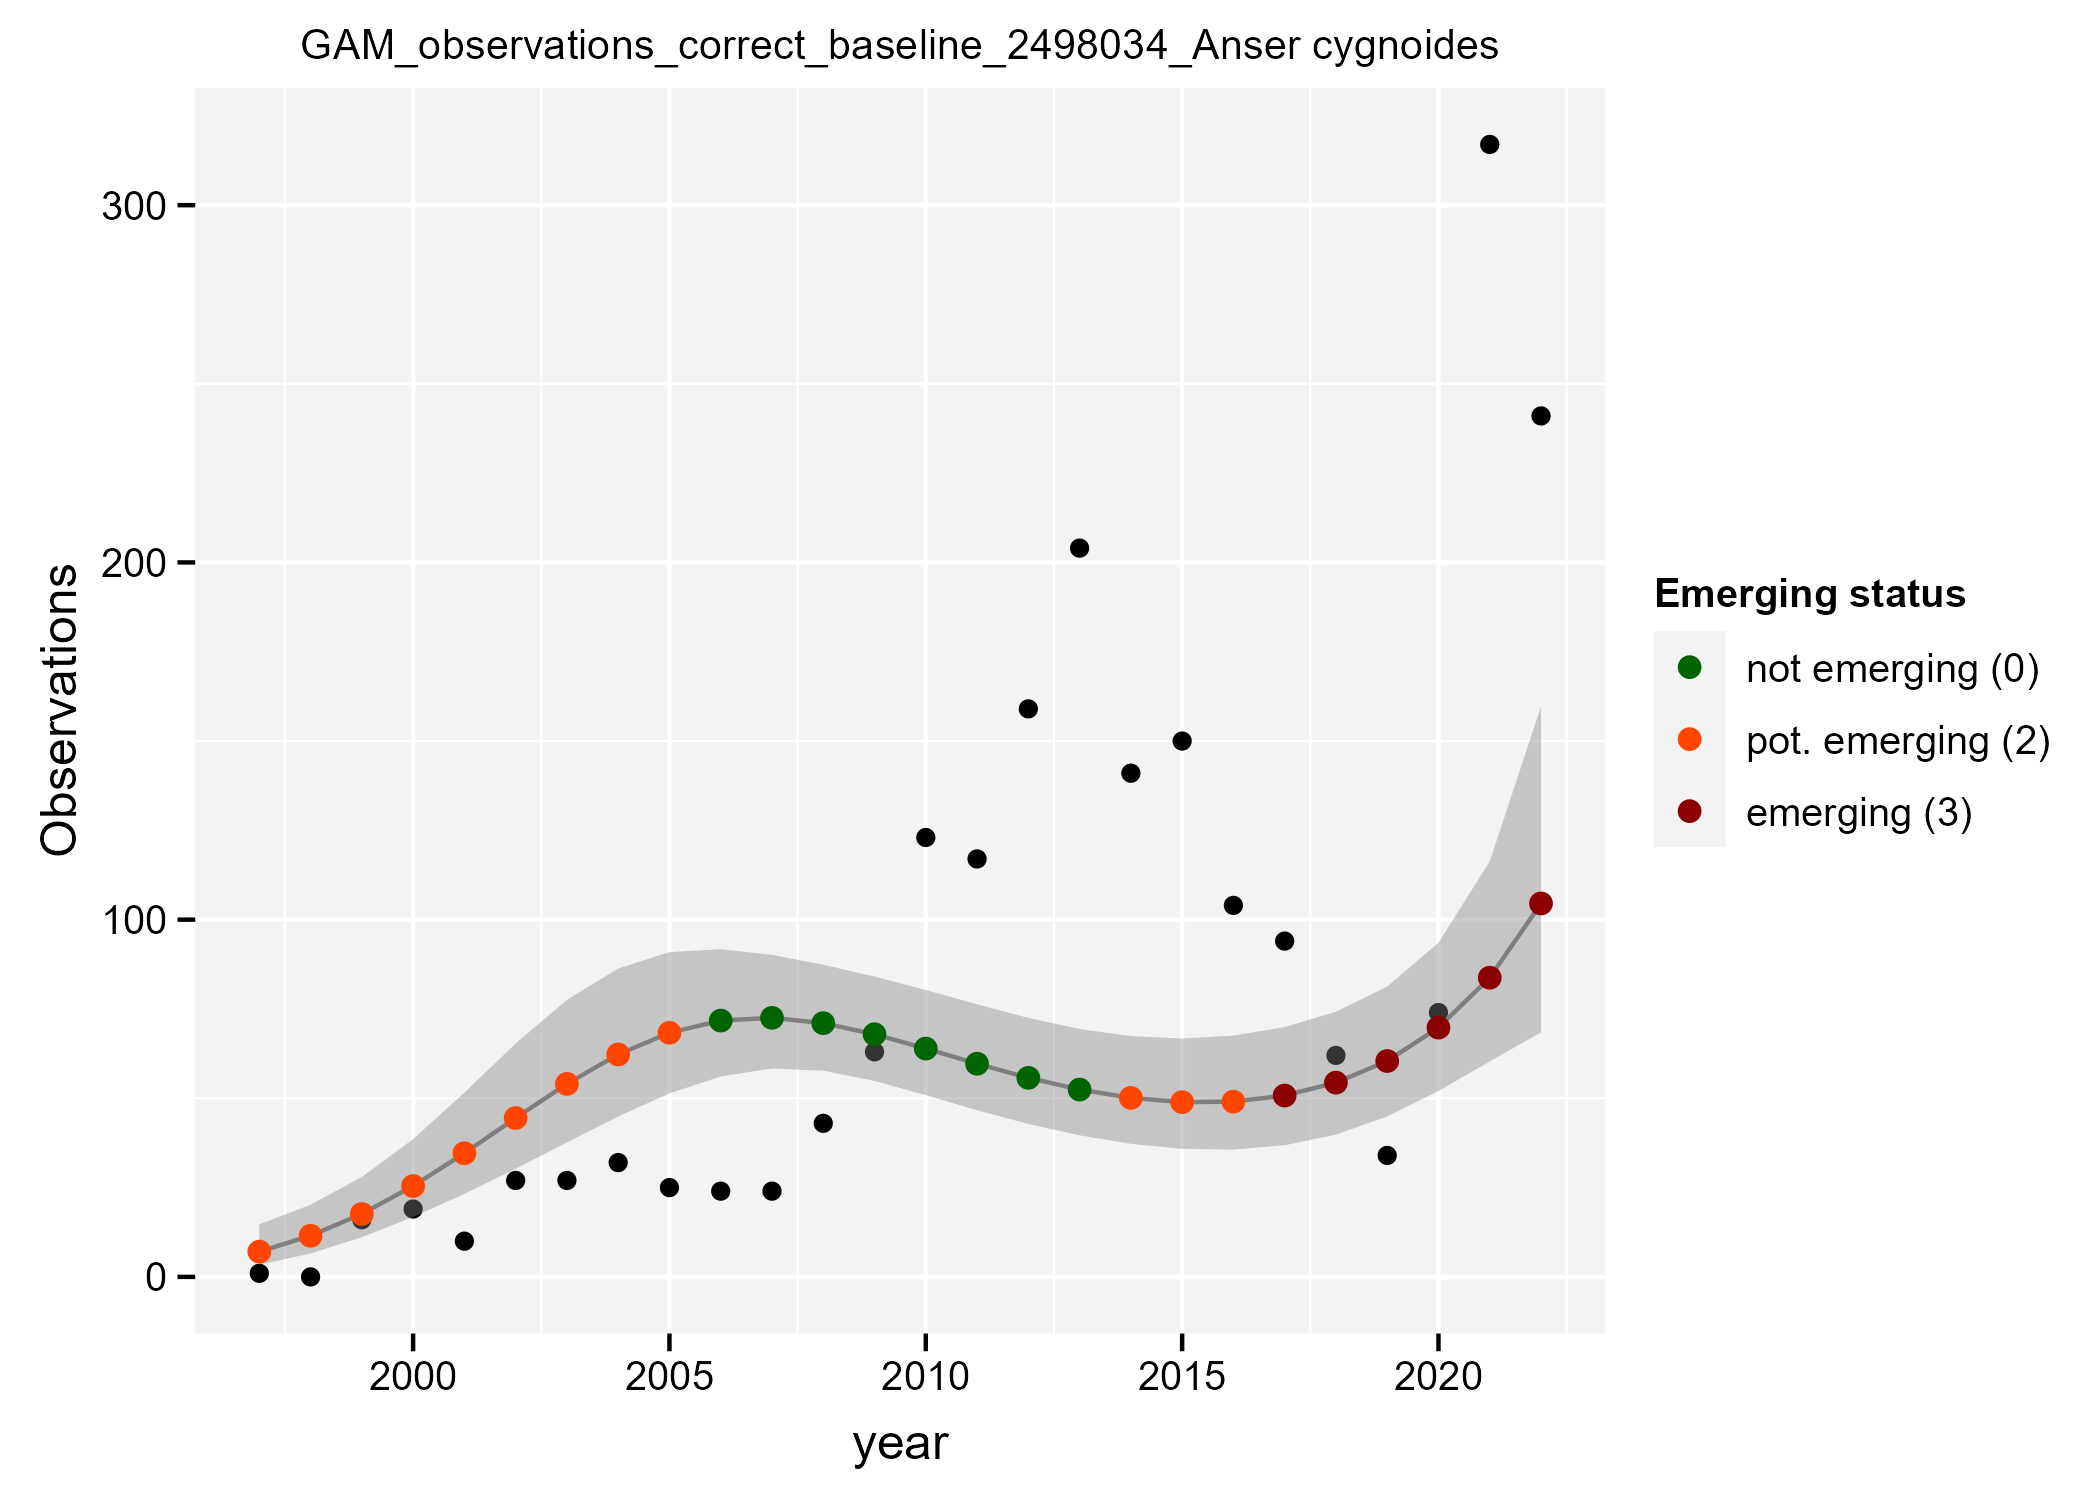 GAM_observations_correct_baseline_2498034_Anser cygnoides
300
200
100
0
Observations
2000 2005 2010 2015 2020
year
Emerging status
not emerging (0)
pot. emerging (2)
emerging (3)